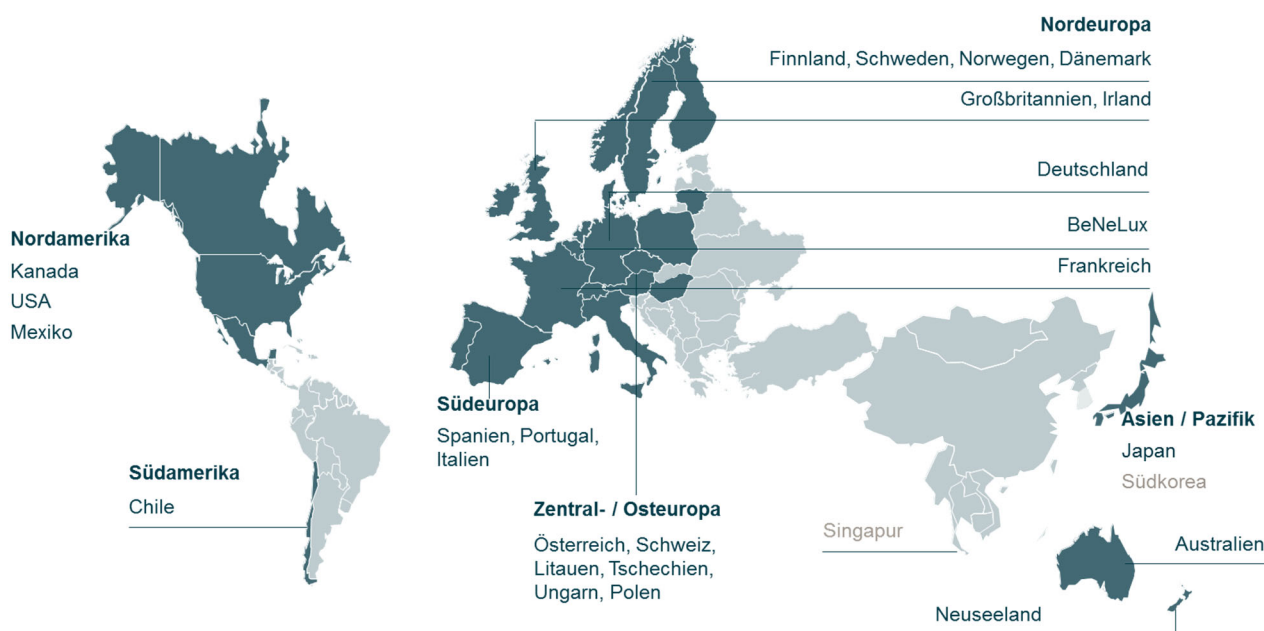 Nordeuropa
Finnland, Schweden, Norwegen, Dänemark
Großbritannien, Irland
Deutschland
BeNeLux
Frankreich
Nordamerika
Kanada
USA
Mexiko
Südeuropa
Spanien, Portugal,
Italien
Südamerika
Chile
Zentral- / Osteuropa
Österreich, Schweiz,
Litauen, Tschechien,
Ungarn, Polen
Asien / Pazifik
Japan
Südkorea
Singapur
Australien
Neuseeland